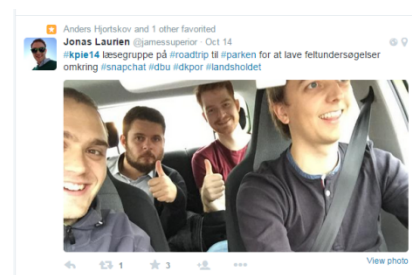 Anders Hjortskov and 1 other favorited
Jonas Laurien @jamessuperior · Oct 14
#kpie14 læsegruppe på #roadtrip til #parken for at lave feltundersøgelser
omkring #snapchat #dbu #dkpor #landsholdet
1 3 View photo